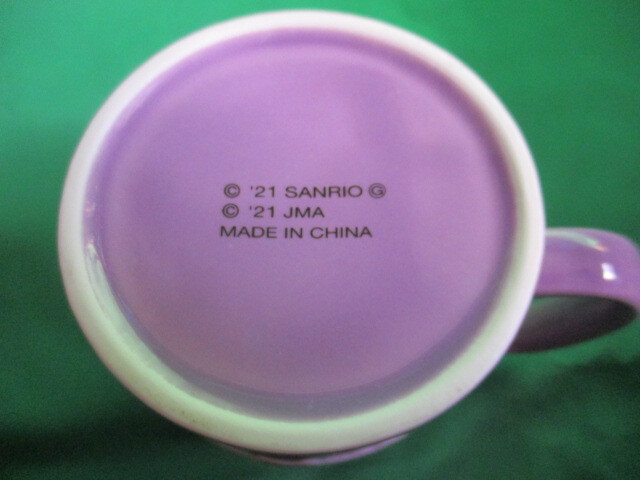 © '21 SANRIO Ⓖ
© '21 JMA
MADE IN CHINA